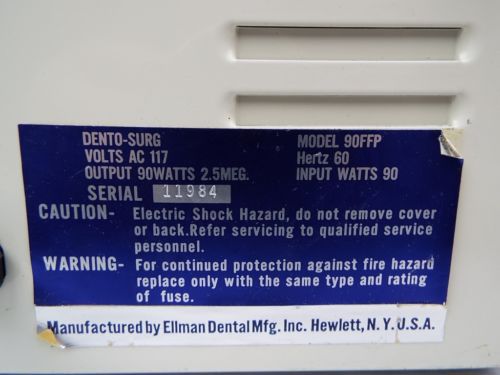 DENTO-SURG MODEL 90FFP
VOLTS AC 117 Hertz 60
OUTPUT 90WATTS 2.5MEG. INPUT WATTS 90
SERIAL 11984
CAUTION- Electric Shock Hazard, do not remove cover
or back.Refer servicing to qualified service
personnel.
WARNING- For continued protection against fire hazard
replace only with the same type and rating
of fuse.
Manufactured by Ellman Dental Mfg. Inc. Hewlett, N.Y. U.S.A.